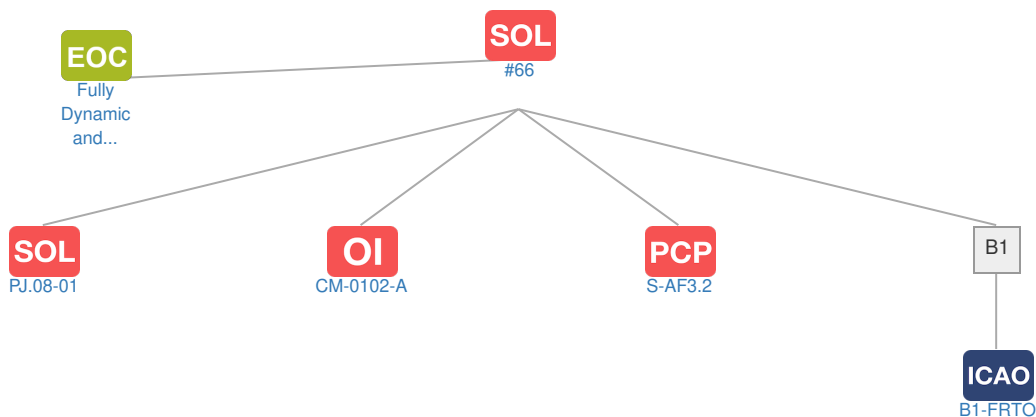 SOL
#66
EOC
Fully
Dynamic
and...
SOL
PJ.08-01
OI
CM-0102-A
PCP
S-AF3.2
B1
ICAO
B1-FRTO